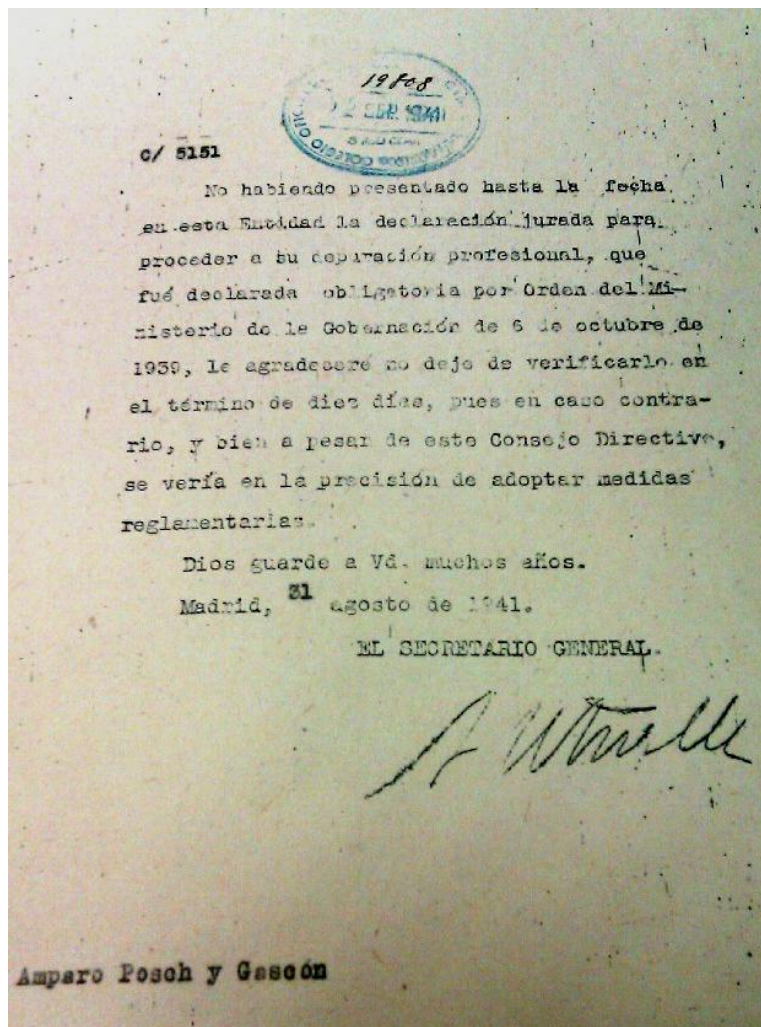 19808
2 SEP. 1941
COLEGIO
c/ 5151
No habiendo presentado hasta la fecha
en esta Entidad la declaración jurada para
proceder a su depuración profesional, que
fué declarada obligatoria por Orden del Mi-
nisterio de la Gobernación de 6 de octubre de
1939, le agradeceré no deje de verificarlo en
el término de diez días, pues en caso contra-
rio, y bien a pesar de este Consejo Directivo,
se vería en la precisión de adoptar medidas
reglamentarias.
Dios guarde a Vd. muchos años.
Madrid, 31 agosto de 1941.
EL SECRETARIO GENERAL.
Amparo Posch y Gascón